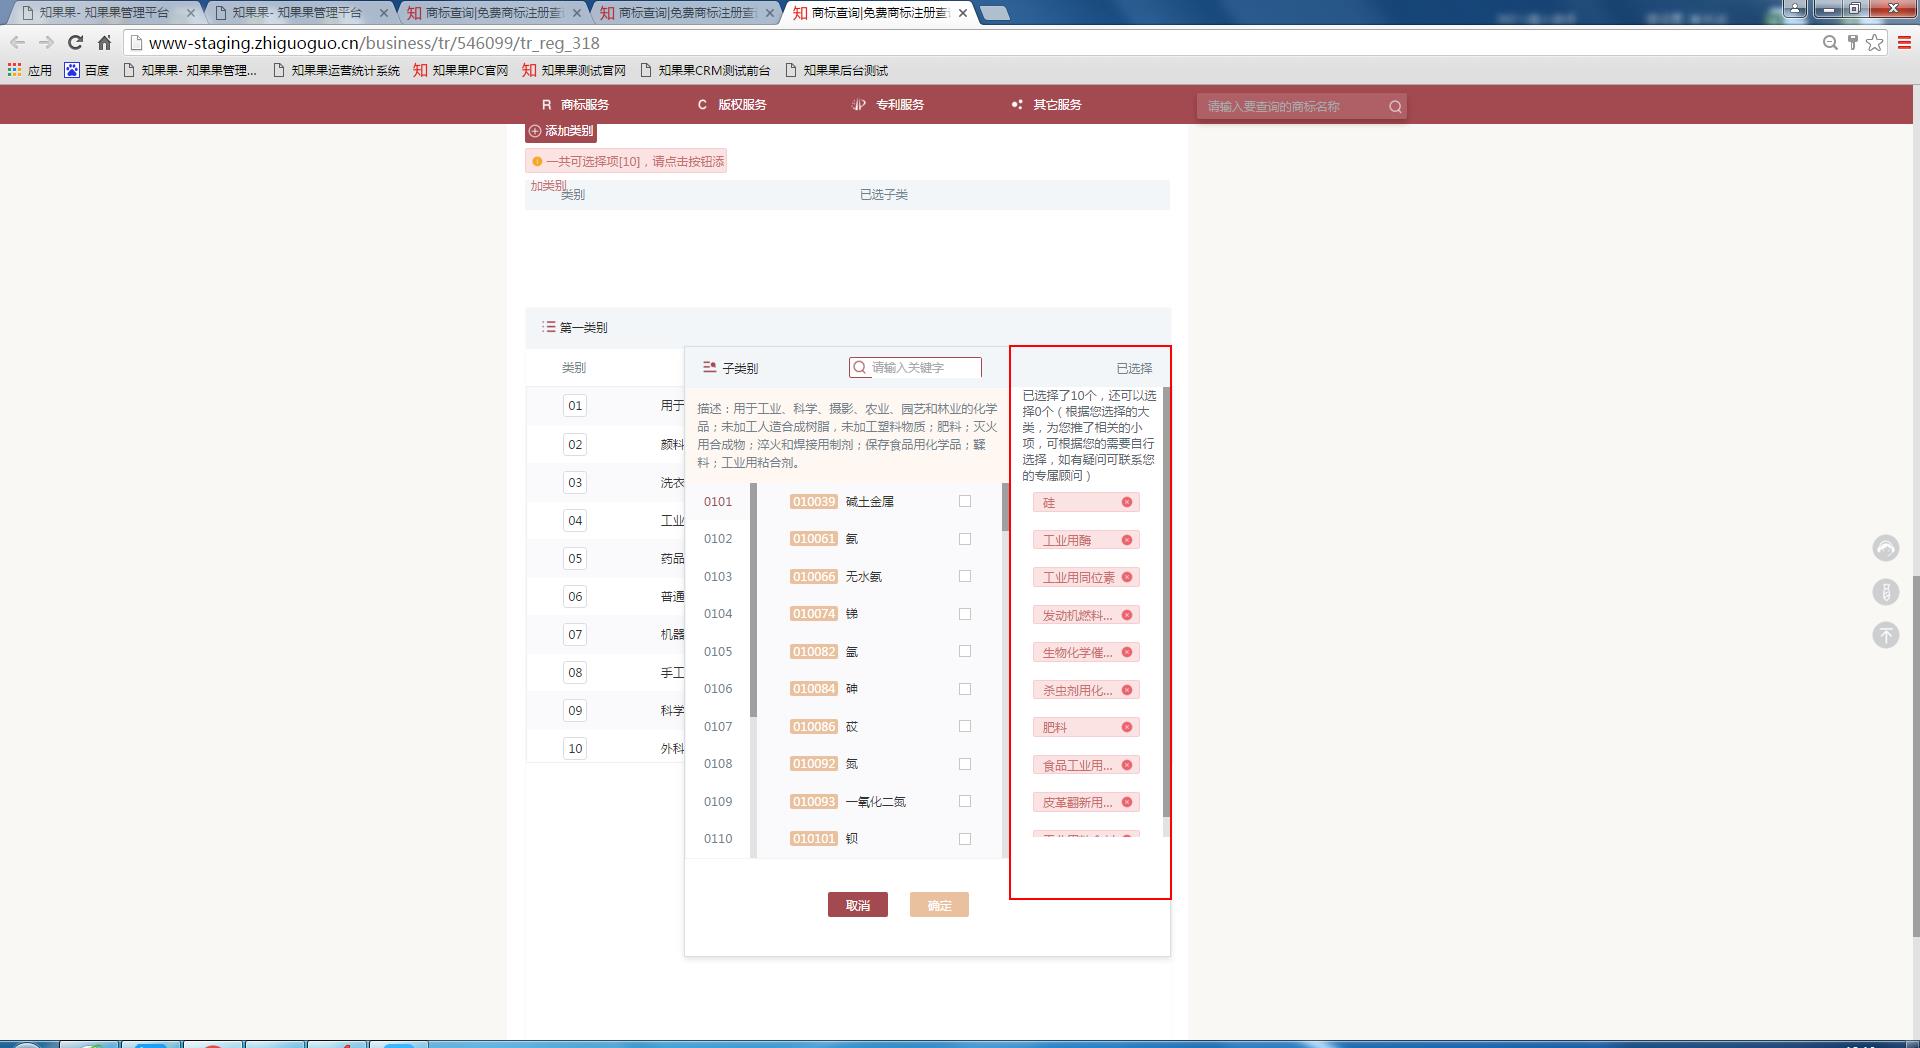 知果果- 知果果管理平台
知果果- 知果果管理平台
知 商标查询|免费商标注册查
知 商标查询|免费商标注册查
知 商标查询|免费商标注册查
www-staging.zhiguoguo.cn/business/tr/546099/tr_reg_318
应用
百度
知果果- 知果果管理...
知果果运营统计系统
知 知果果PC官网
知 知果果测试官网
知果果CRM测试前台
知果果后台测试
R 商标服务
C 版权服务
专利服务
其它服务
请输入要查询的商标名称
添加类别
一共可选择项[10]，请点击按钮添
加类别
类别
已选子类
第一类别
类别
01 用于
02 颜料
03 洗衣
04 工业
05 药品
06 普通
07 机器
08 手工
09 科学
10 外科
子类别
请输入关键字
描述：用于工业、科学、摄影、农业、园艺和林业的化学
品；未加工人造合成树脂，未加工塑料物质；肥料；灭火
用合成物；淬火和焊接用制剂；保存食品用化学品；鞣
料；工业用粘合剂。
0101
0102
0103
0104
0105
0106
0107
0108
0109
0110
010039 碱土金属
010061 氨
010066 无水氨
010074 锑
010082 氩
010084 砷
010086 砹
010092 氮
010093 一氧化二氮
010101 钡
已选择
已选择了10个，还可以选
择0个（根据您选择的大
类，为您推了相关的小
项，可根据您的需要自行
选择，如有疑问可联系您
的专属顾问）
硅
工业用酶
工业用同位素
发动机燃料...
生物化学催...
杀虫剂用化...
肥料
食品工业用...
皮革翻新用...
取消
确定